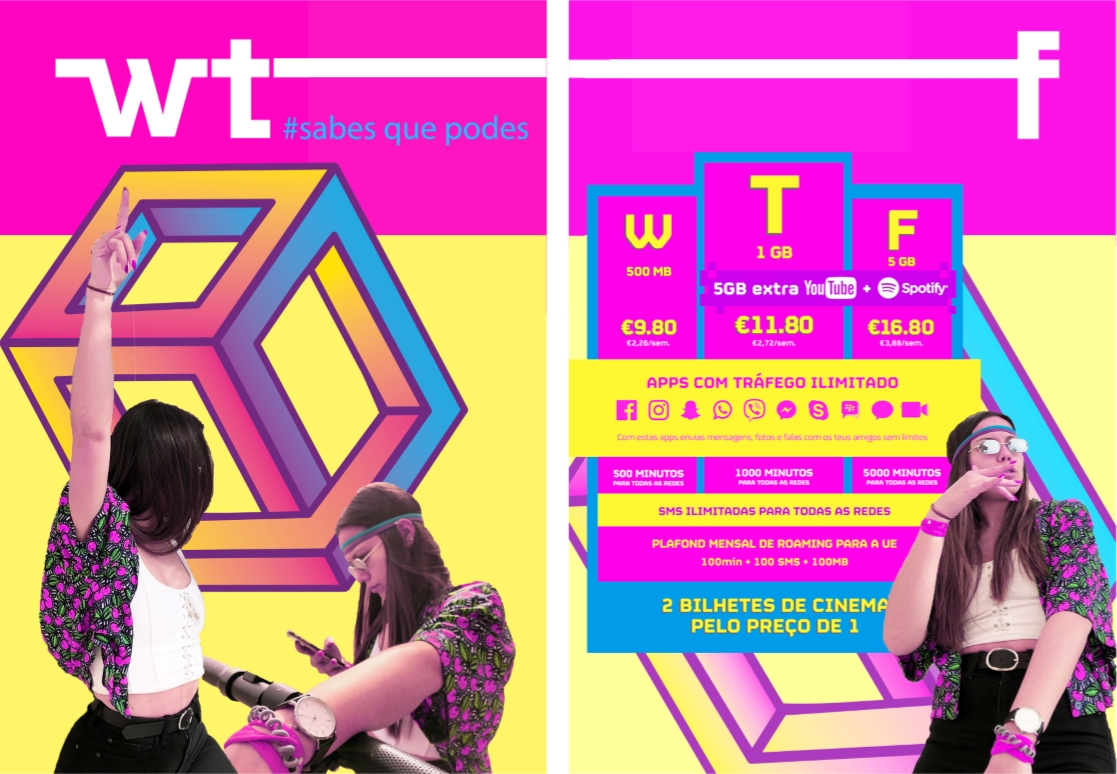 wt
f
#sabes que podes
W
500 MB
T
1 GB
F
5 GB
5GB extra YouTube + Spotify
€9.80
€2,26/sem.
€11.80
€2,72/sem.
€16.80
€3,88/sem.
APPS COM TRÁFEGO ILIMITADO
Com estas apps envias mensagens, fotos e falas com os teus amigos sem limites
500 MINUTOS
PARA TODAS AS REDES
1000 MINUTOS
PARA TODAS AS REDES
5000 MINUTOS
PARA TODAS AS REDES
SMS ILIMITADAS PARA TODAS AS REDES
PLAFOND MENSAL DE ROAMING PARA A UE
100min + 100 SMS + 100MB
2 BILHETES DE CINEMA
PELO PREÇO DE 1